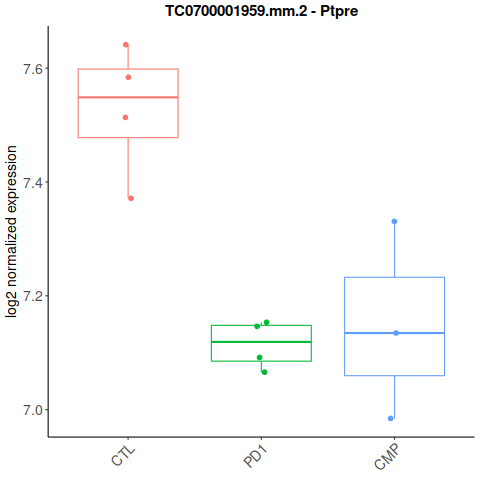 TC0700001959.mm.2 - Ptpre
log2 normalized expression
7.6
7.4
7.2
7.0
CTL
PD1
CMP